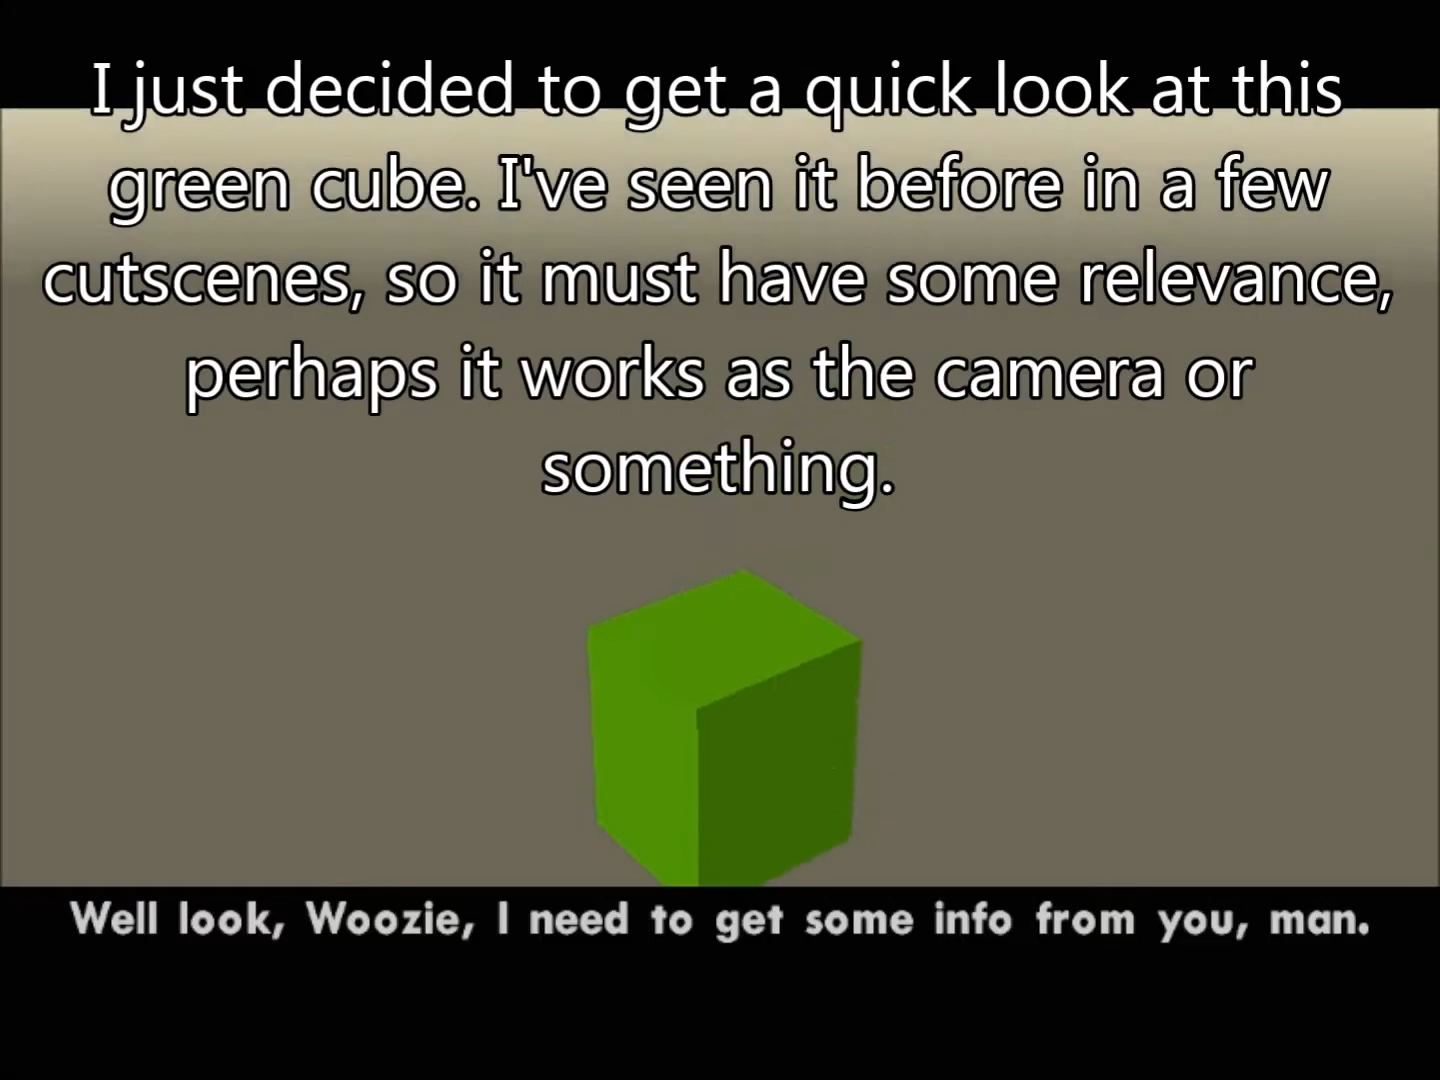 I just decided to get a quick look at this
green cube. I've seen it before in a few
cutscenes, so it must have some relevance,
perhaps it works as the camera or
something.
Well look, Woozie, I need to get some info from you, man.